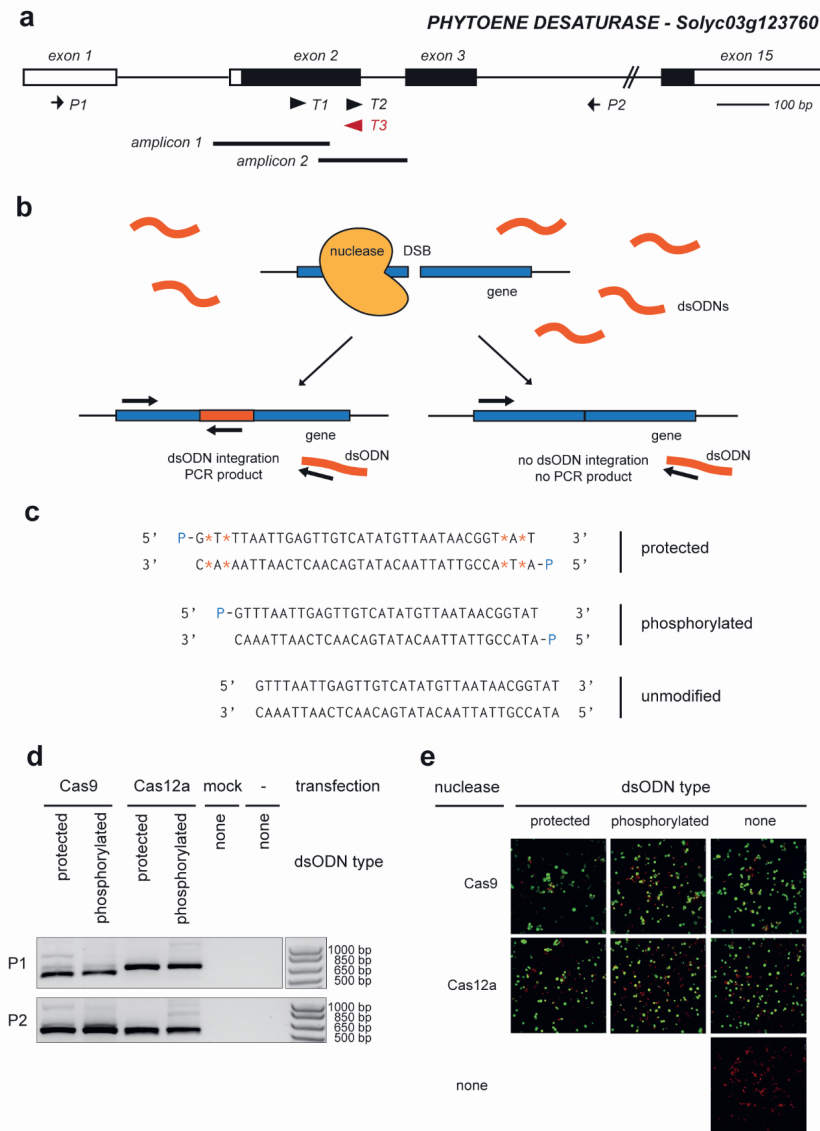 a
PHYTOENE DESATURASE - Solyc03g123760
exon 1 exon 2 exon 3 exon 15
P1 T1 T2 P2 100 bp
T3
amplicon 1
amplicon 2
b
nuclease DSB
gene
dsODNs
gene gene
dsODN integration dsODN no dsODN integration dsODN
PCR product no PCR product
c
5' P-G*T*TTAATTGAGTTGTCATATGTTAATAACGGT*A*T 3'
protected
3' C*A*AATTAACTCAACAGTATACAATTATTGCCA*T*A-P 5'
5' P-GTTTAATTGAGTTGTCATATGTTAATAACGGTAT 3'
phosphorylated
3' CAAATTAACTCAACAGTATACAATTATTGCCATA-P 5'
5' GTTTAATTGAGTTGTCATATGTTAATAACGGTAT 3'
unmodified
3' CAAATTAACTCAACAGTATACAATTATTGCCATA 5'
d
Cas9 Cas12a mock - transfection
protected phosphorylated protected phosphorylated none none dsODN type
P1
1000 bp
850 bp
650 bp
500 bp
P2
1000 bp
850 bp
650 bp
500 bp
e
nuclease dsODN type
protected phosphorylated none
Cas9
Cas12a
none